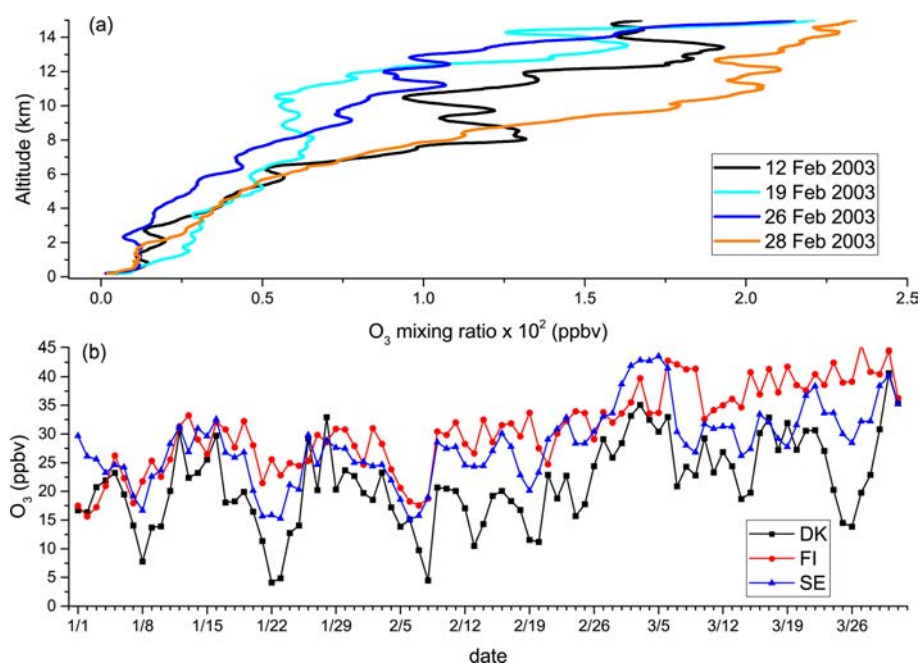 (a)
14
12
10
8
6
4
2
0
Altitude (km)
12 Feb 2003
19 Feb 2003
26 Feb 2003
28 Feb 2003
0.0 0.5 1.0 1.5 2.0 2.5
O₃ mixing ratio x 10² (ppbv)
(b)
45
40
35
30
25
20
15
10
5
0
O₃ (ppbv)
DK
FI
SE
1/1 1/8 1/15 1/22 1/29 2/5 2/12 2/19 2/26 3/5 3/12 3/19 3/26
date